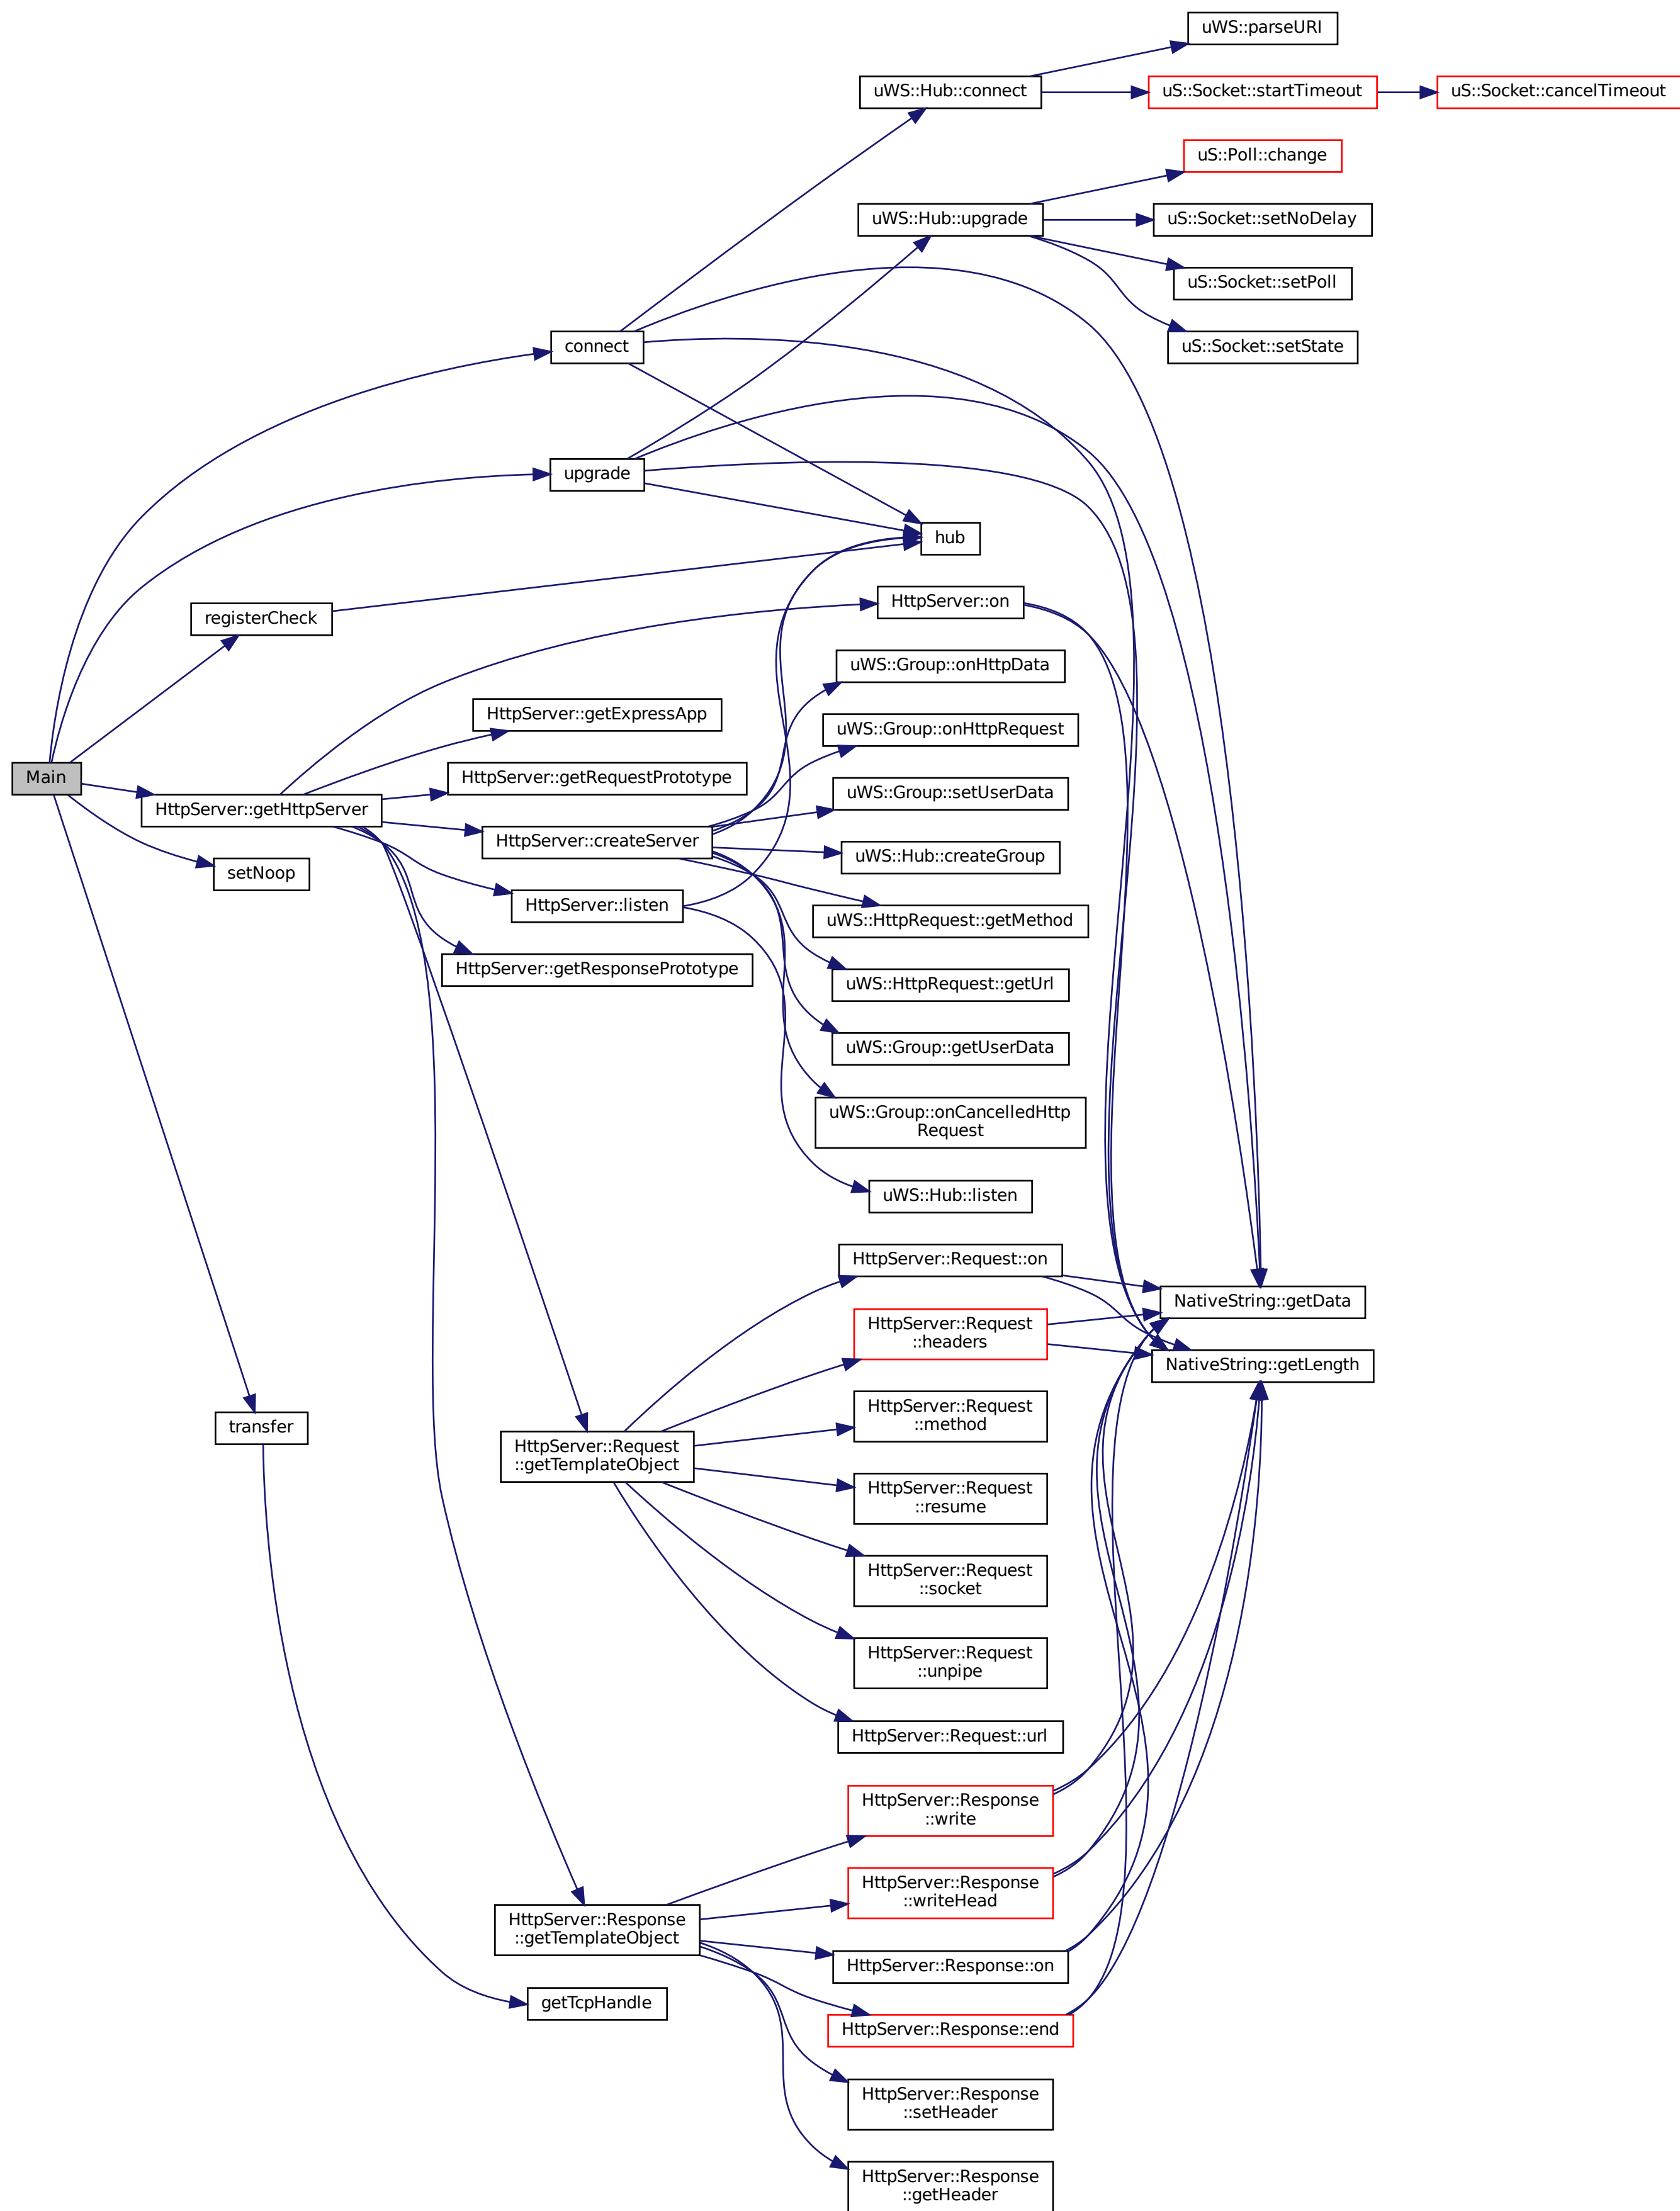 uWS::parseURI
uWS::Hub::connect
uS::Socket::startTimeout
uS::Socket::cancelTimeout
uS::Poll::change
uWS::Hub::upgrade
uS::Socket::setNoDelay
uS::Socket::setPoll
connect
uS::Socket::setState
upgrade
hub
HttpServer::on
registerCheck
uWS::Group::onHttpData
HttpServer::getExpressApp
uWS::Group::onHttpRequest
Main
HttpServer::getRequestPrototype
uWS::Group::setUserData
HttpServer::getHttpServer
HttpServer::createServer
uWS::Hub::createGroup
setNoop
HttpServer::listen
uWS::HttpRequest::getMethod
HttpServer::getResponsePrototype
uWS::HttpRequest::getUrl
uWS::Group::getUserData
uWS::Group::onCancelledHttp
Request
uWS::Hub::listen
HttpServer::Request::on
NativeString::getData
HttpServer::Request
::headers
NativeString::getLength
HttpServer::Request
::method
transfer
HttpServer::Request
::getTemplateObject
HttpServer::Request
::resume
HttpServer::Request
::socket
HttpServer::Request
::unpipe
HttpServer::Request::url
HttpServer::Response
::write
HttpServer::Response
::writeHead
HttpServer::Response
::getTemplateObject
HttpServer::Response::on
getTcpHandle
HttpServer::Response::end
HttpServer::Response
::setHeader
HttpServer::Response
::getHeader